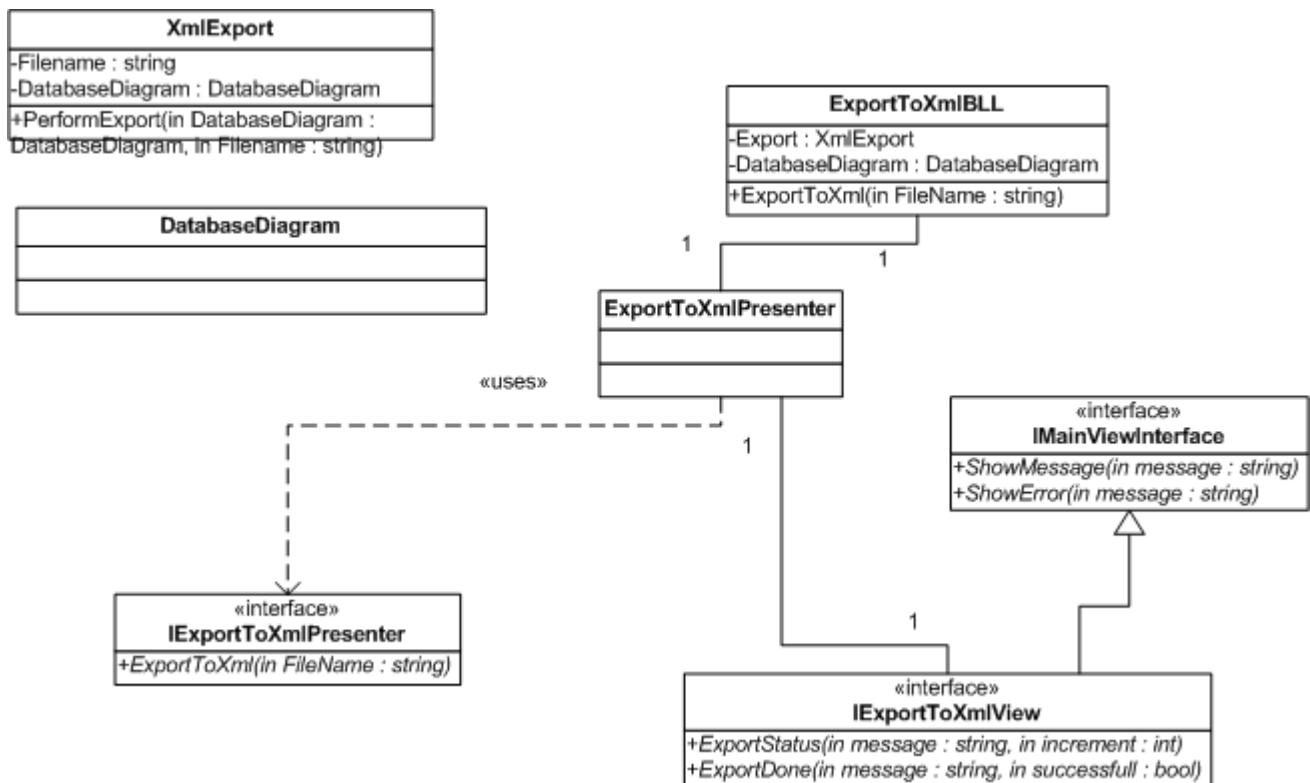 XmlExport
-Filename : string
-DatabaseDiagram : DatabaseDiagram
+PerformExport(in DatabaseDiagram :
DatabaseDiagram, in Filename : string)
ExportToXmlBLL
-Export : XmlExport
-DatabaseDiagram : DatabaseDiagram
+ExportToXml(in FileName : string)
DatabaseDiagram
1
1
ExportToXmlPresenter
«uses»
1
«interface»
IMainViewInterface
+ShowMessage(in message : string)
+ShowError(in message : string)
«interface»
IExportToXmlPresenter
+ExportToXml(in FileName : string)
1
«interface»
IExportToXmlView
+ExportStatus(in message : string, in increment : int)
+ExportDone(in message : string, in successfull : bool)